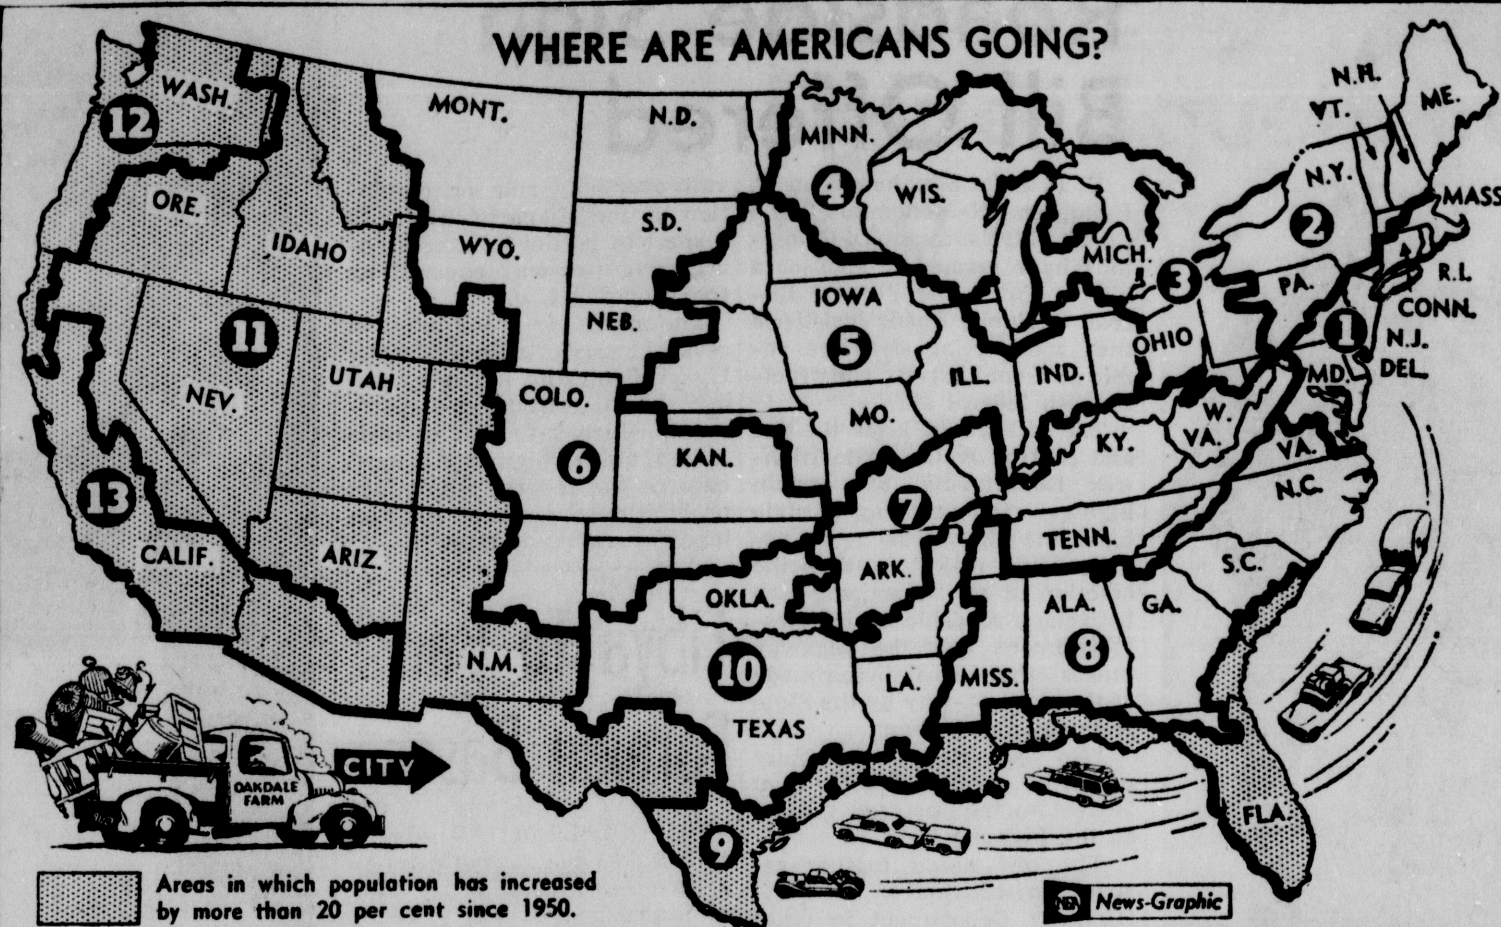 WHERE ARE AMERICANS GOING?
WASH.
12
MONT.
N.D.
MINN.
4
WIS.
N.H.
VT.
ME.
N.Y.
2
MASS
ORE.
IDAHO
WYO.
S.D.
MICH.
3
PA.
R.I.
CONN.
11
NEB.
IOWA
5
OHIO
1
N.J.
DEL.
MD.
NEV.
UTAH
COLO.
ILL.
IND.
MO.
KY.
W.
VA.
VA.
6
KAN.
N.C.
13
7
CALIF.
ARIZ.
TENN.
S.C.
ARK.
OKLA.
ALA.
GA.
8
N.M.
10
LA.
MISS.
TEXAS
CITY
OAKDALE
FARM
FLA.
9
Areas in which population has increased
by more than 20 per cent since 1950.
NEA News-Graphic